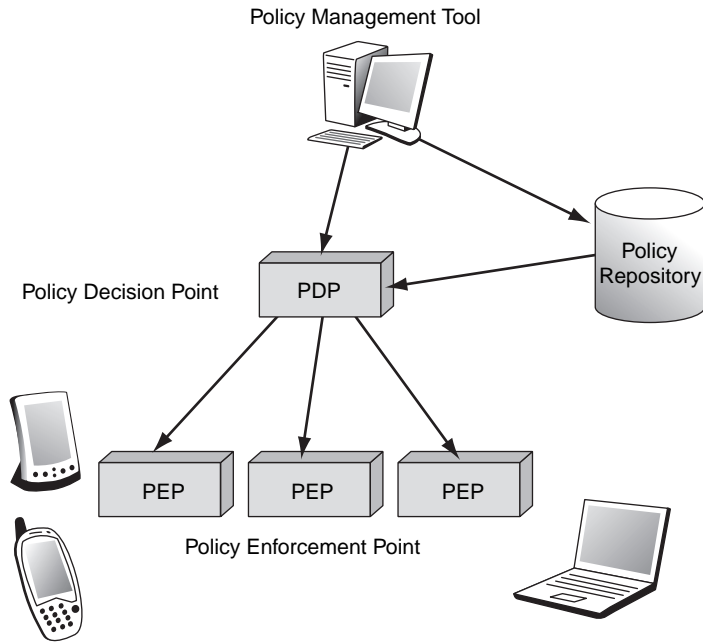 Policy Management Tool
Policy
Repository
Policy Decision Point
PDP
PEP
PEP
PEP
Policy Enforcement Point